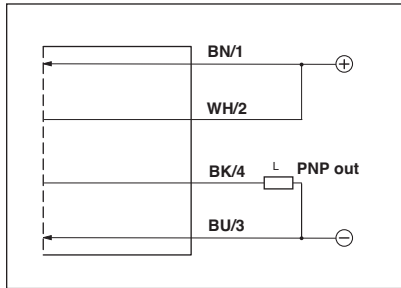 BN/1
+
WH/2
BK/4
L
PNP out
BU/3
−